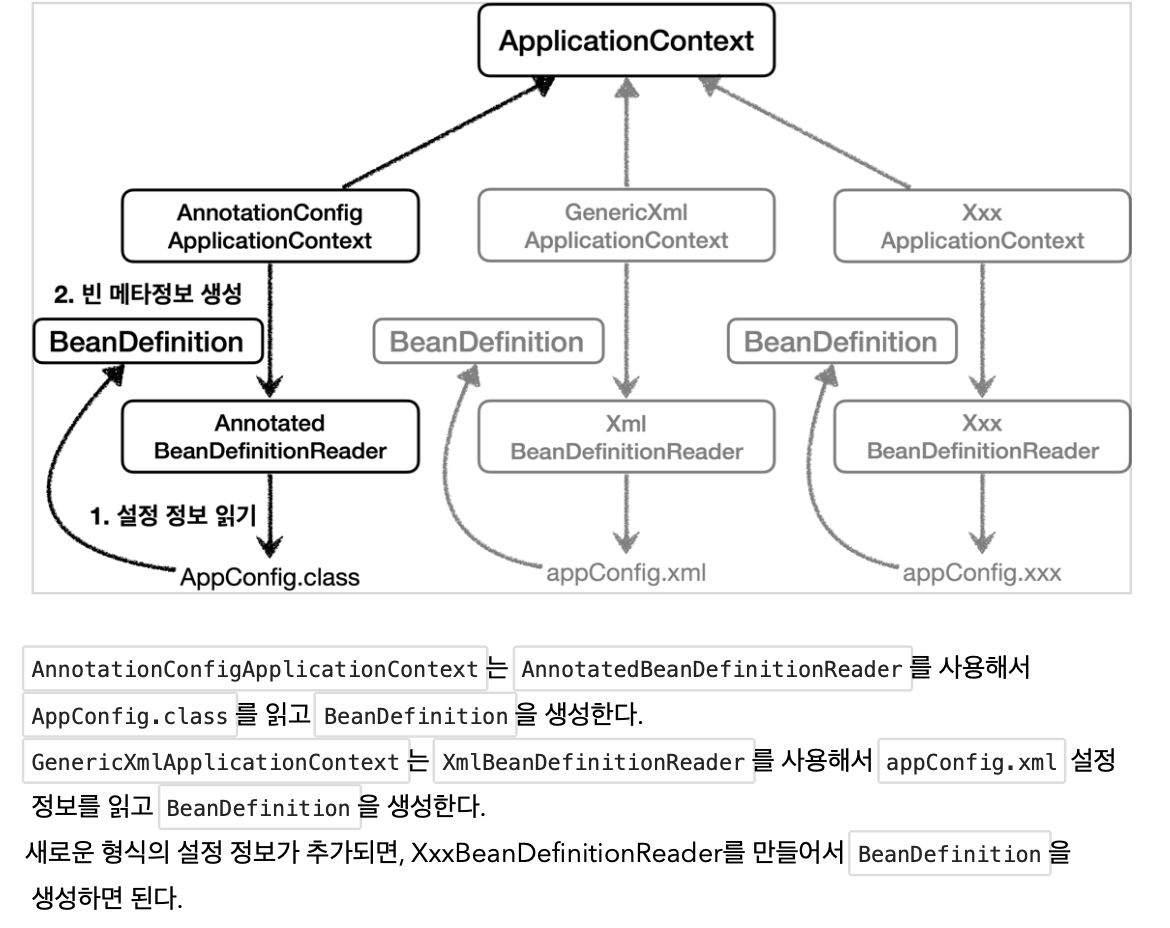 ApplicationContext
AnnotationConfig
ApplicationContext
GenericXml
ApplicationContext
Xxx
ApplicationContext
2. 빈 메타정보 생성
BeanDefinition
BeanDefinition
BeanDefinition
Annotated
BeanDefinitionReader
Xml
BeanDefinitionReader
Xxx
BeanDefinitionReader
1. 설정 정보 읽기
AppConfig.class
appConfig.xml
appConfig.xxx
AnnotationConfigApplicationContext 는 AnnotatedBeanDefinitionReader 를 사용해서
AppConfig.class 를 읽고 BeanDefinition 을 생성한다.
GenericXmlApplicationContext 는 XmlBeanDefinitionReader 를 사용해서 appConfig.xml 설정
정보를 읽고 BeanDefinition 을 생성한다.
새로운 형식의 설정 정보가 추가되면, XxxBeanDefinitionReader를 만들어서 BeanDefinition 을
생성하면 된다.